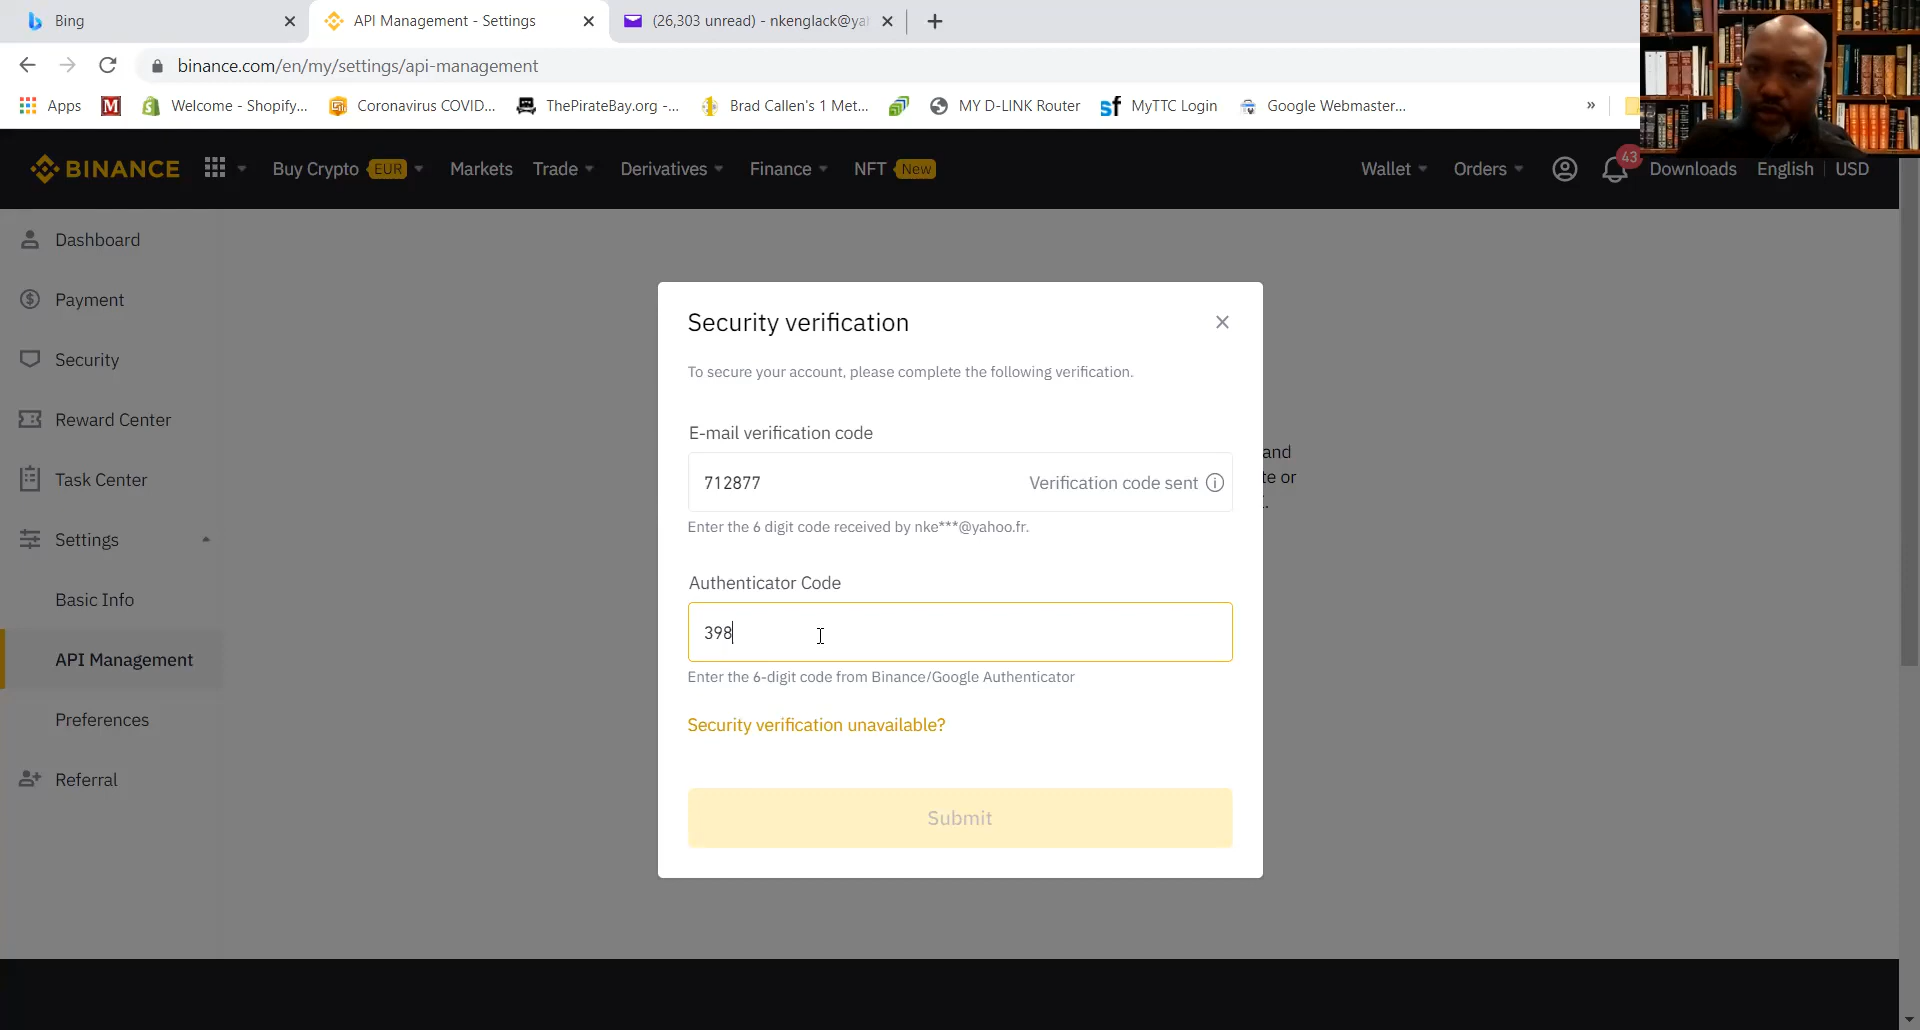 Bing
API Management - Settings
(26,303 unread) - nkenglack@ya
binance.com/en/my/settings/api-management
Apps
M
Welcome - Shopify...
Coronavirus COVID...
ThePirateBay.org -...
Brad Callen's 1 Met...
MY D-LINK Router
sf
MyTTC Login
Google Webmaster...
»
BINANCE
Buy Crypto
EUR
Markets
Trade
Derivatives
Finance
NFT
New
Wallet
Orders
43
Downloads
English
USD
Dashboard
Payment
Security
Reward Center
Task Center
Settings
Basic Info
API Management
Preferences
Referral
Security verification
To secure your account, please complete the following verification.
E-mail verification code
712877
Verification code sent
Enter the 6 digit code received by nke***@yahoo.fr.
Authenticator Code
398
Enter the 6-digit code from Binance/Google Authenticator
Security verification unavailable?
Submit
and
te or